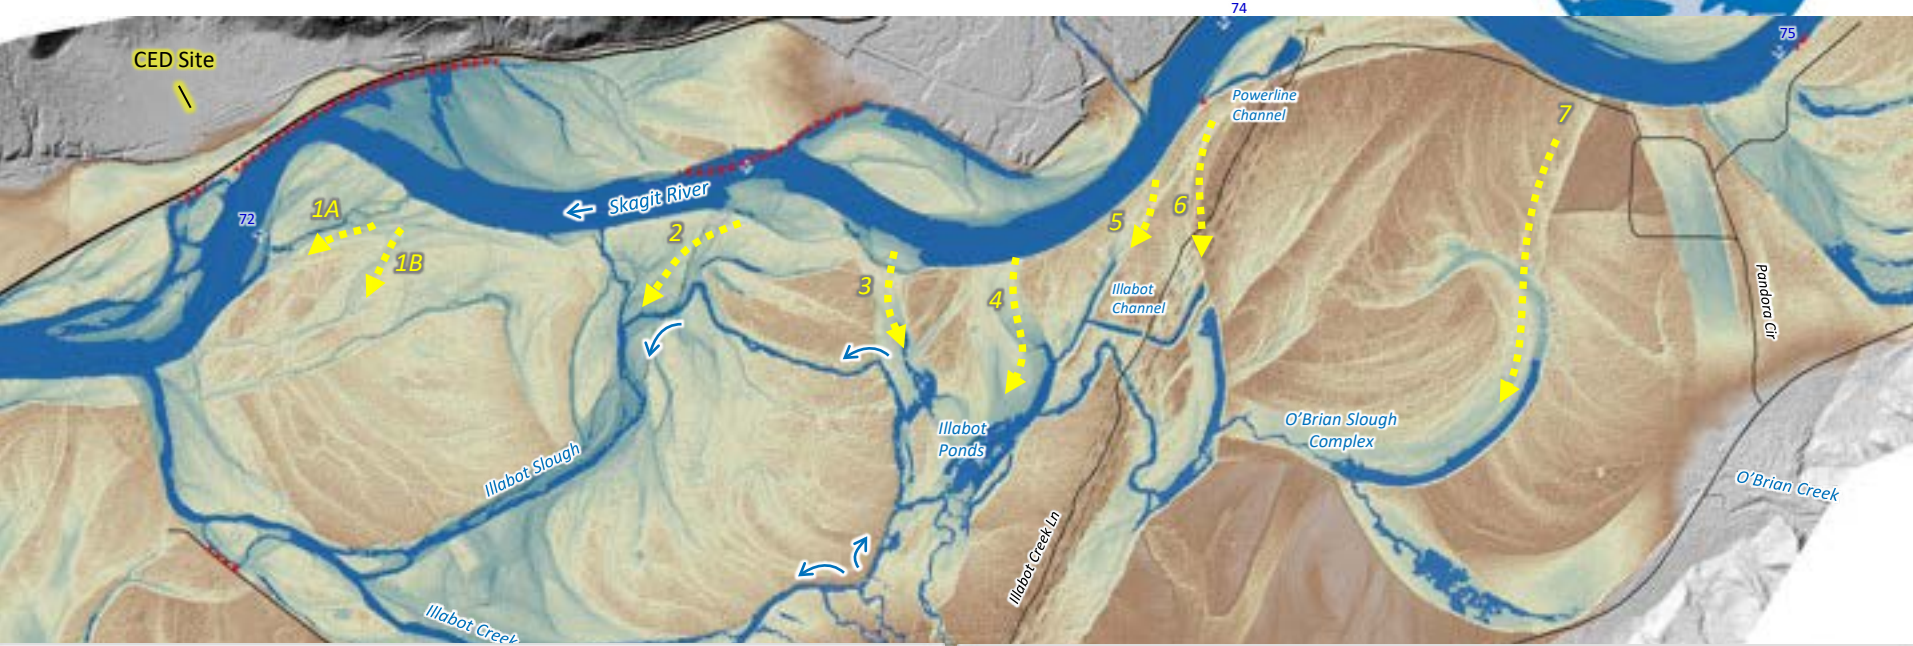 74
75
CED Site
Powerline
Channel
7
Skagit River
72
1A
1B
2
5
6
3
4
Illabot
Channel
Pandora Cir
Illabot
Ponds
O'Brian Slough
Complex
Illabot Slough
O'Brian Creek
Illabot Creek Ln
Illabot Creek